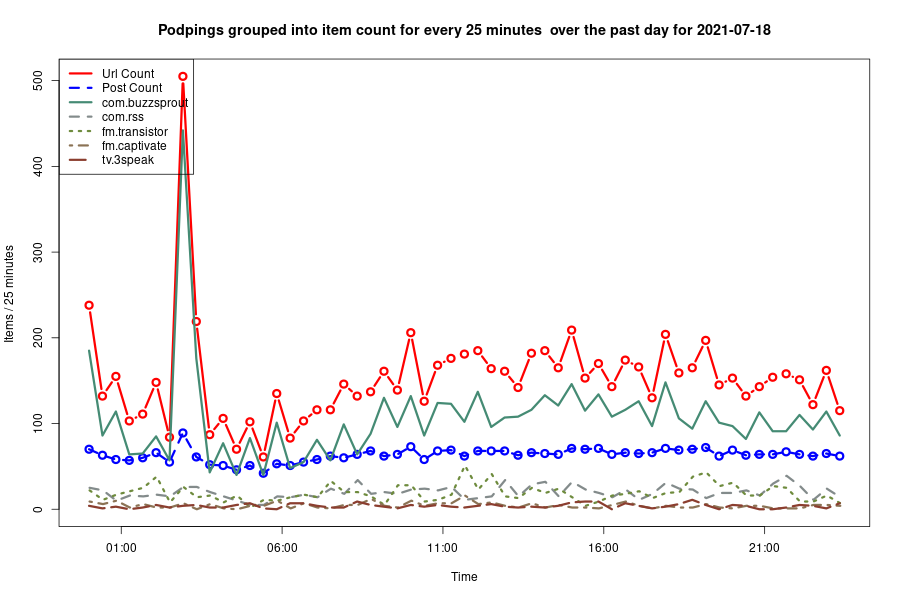 Podpings grouped into item count for every 25 minutes  over the past day for 2021-07-18
Url Count
Post Count
com.buzzsprout
com.rss
fm.transistor
fm.captivate
tv.3speak
500
400
300
200
100
0
Items / 25 minutes
01:00 06:00 11:00 16:00 21:00
Time